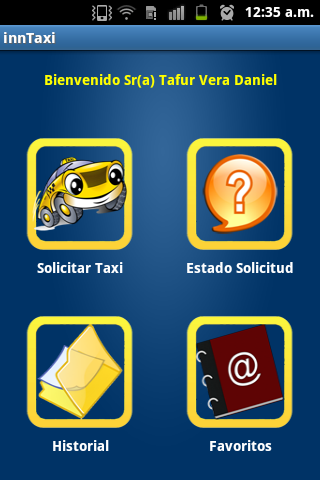 12:35 a.m.
innTaxi
Bienvenido Sr(a) Tafur Vera Daniel
?
Solicitar Taxi
Estado Solicitud
@
Historial
Favoritos